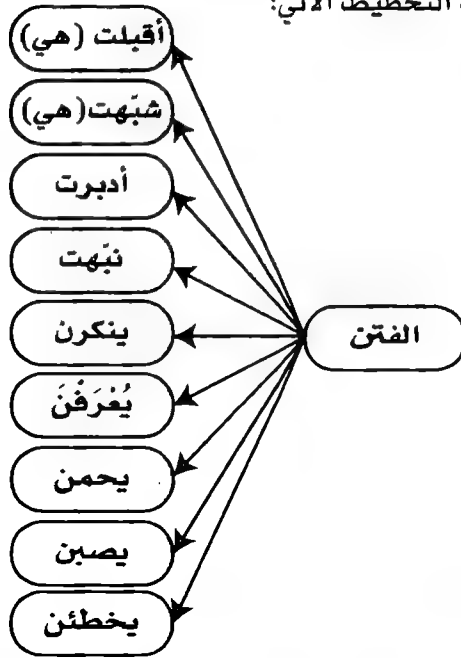 التخطيط الآتي:
أقبلت (هي)
شبّهت (هي)
أدبرت
نبّهت
الفتن
ينكرن
يُعْرَفْنَ
يحمن
يصبن
يخطئن